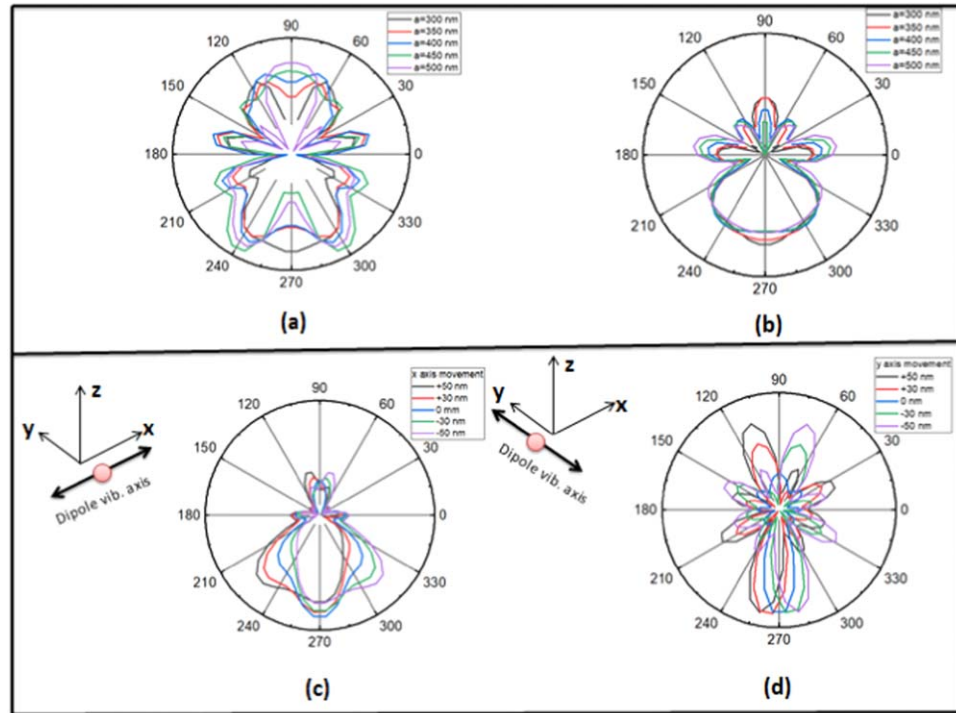 a=300 nm
a=350 nm
a=400 nm
a=450 nm
a=500 nm
90
120
60
150
30
180
0
210
330
240
300
270
(a)
a=300 nm
a=350 nm
a=400 nm
a=450 nm
a=500 nm
90
120
60
150
30
180
0
210
330
240
300
270
(b)
z
y
x
Dipole vib. axis
x axis movement
+50 nm
+30 nm
0 mm
-30 nm
-50 nm
90
120
60
150
30
180
0
210
330
240
300
270
(c)
z
y
x
Dipole vib. axis
y axis movement
+50 nm
+30 nm
0 nm
-30 nm
-50 nm
90
120
60
150
30
180
0
210
330
240
300
270
(d)